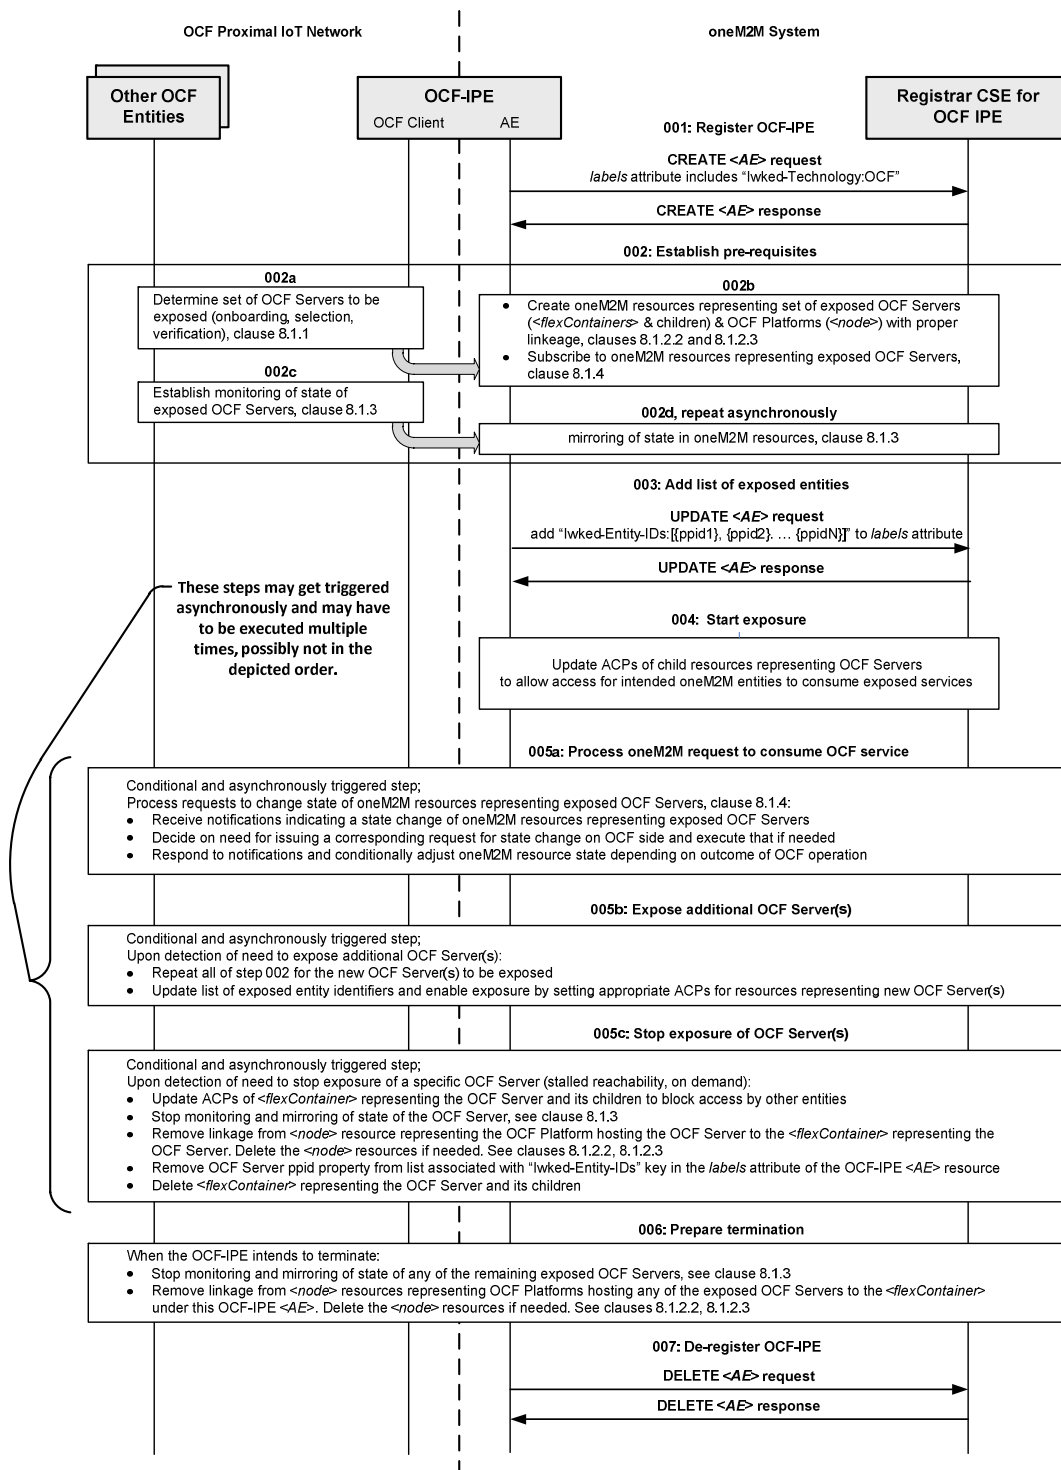 OCF Proximal IoT Network
oneM2M System
Other OCF
Entities
OCF-IPE
OCF Client
AE
Registrar CSE for
OCF IPE
001: Register OCF-IPE
CREATE <AE> request
labels attribute includes “Iwked-Technology:OCF”
CREATE <AE> response
002: Establish pre-requisites
002a
Determine set of OCF Servers to be
exposed (onboarding, selection,
verification), clause 8.1.1
002b
• Create oneM2M resources representing set of exposed OCF Servers
(<flexContainers> & children) & OCF Platforms (<node>) with proper
linkage, clauses 8.1.2.2 and 8.1.2.3
• Subscribe to oneM2M resources representing exposed OCF Servers,
clause 8.1.4
002c
Establish monitoring of state of
exposed OCF Servers, clause 8.1.3
002d, repeat asynchronously
mirroring of state in oneM2M resources, clause 8.1.3
003: Add list of exposed entities
UPDATE <AE> request
add “Iwked-Entity-IDs:[{ppid1}, {ppid2}. … {ppidN}]” to labels attribute
UPDATE <AE> response
These steps may get triggered
asynchronously and may have
to be executed multiple
times, possibly not in the
depicted order.
004: Start exposure
Update ACPs of child resources representing OCF Servers
to allow access for intended oneM2M entities to consume exposed services
005a: Process oneM2M request to consume OCF service
Conditional and asynchronously triggered step;
Process requests to change state of oneM2M resources representing exposed OCF Servers, clause 8.1.4:
• Receive notifications indicating a state change of oneM2M resources representing exposed OCF Servers
• Decide on need for issuing a corresponding request for state change on OCF side and execute that if needed
• Respond to notifications and conditionally adjust oneM2M resource state depending on outcome of OCF operation
005b: Expose additional OCF Server(s)
Conditional and asynchronously triggered step;
Upon detection of need to expose additional OCF Server(s):
• Repeat all of step 002 for the new OCF Server(s) to be exposed
• Update list of exposed entity identifiers and enable exposure by setting appropriate ACPs for resources representing new OCF Server(s)
005c: Stop exposure of OCF Server(s)
Conditional and asynchronously triggered step;
Upon detection of need to stop exposure of a specific OCF Server (stalled reachability, on demand):
• Update ACPs of <flexContainer> representing the OCF Server and its children to block access by other entities
• Stop monitoring and mirroring of state of the OCF Server, see clause 8.1.3
• Remove linkage from <node> resource representing the OCF Platform hosting the OCF Server to the <flexContainer> representing the
OCF Server. Delete the <node> resources if needed. See clauses 8.1.2.2, 8.1.2.3
• Remove OCF Server ppid property from list associated with “Iwked-Entity-IDs” key in the labels attribute of the OCF-IPE <AE> resource
• Delete <flexContainer> representing the OCF Server and its children
006: Prepare termination
When the OCF-IPE intends to terminate:
• Stop monitoring and mirroring of state of any of the remaining exposed OCF Servers, see clause 8.1.3
• Remove linkage from <node> resources representing OCF Platforms hosting any of the exposed OCF Servers to the <flexContainer>
under this OCF-IPE <AE>. Delete the <node> resources if needed. See clauses 8.1.2.2, 8.1.2.3
007: De-register OCF-IPE
DELETE <AE> request
DELETE <AE> response